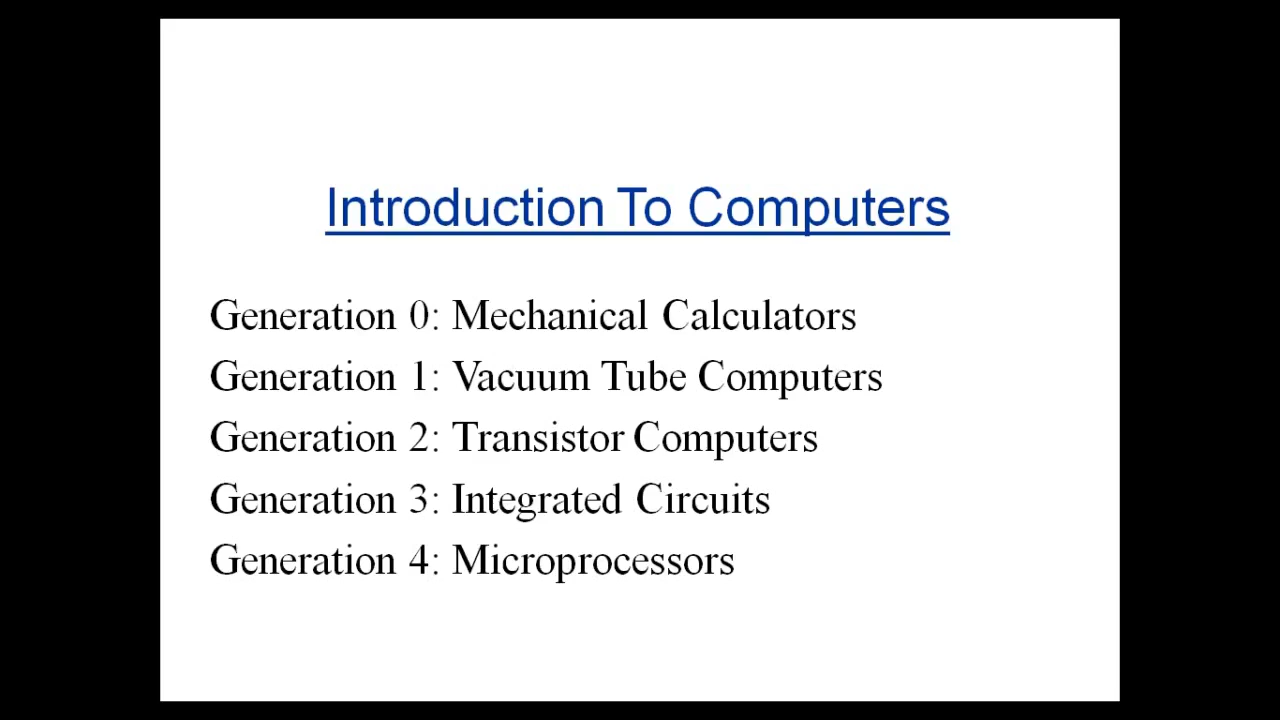 Introduction To Computers
Generation 0: Mechanical Calculators
Generation 1: Vacuum Tube Computers
Generation 2: Transistor Computers
Generation 3: Integrated Circuits
Generation 4: Microprocessors